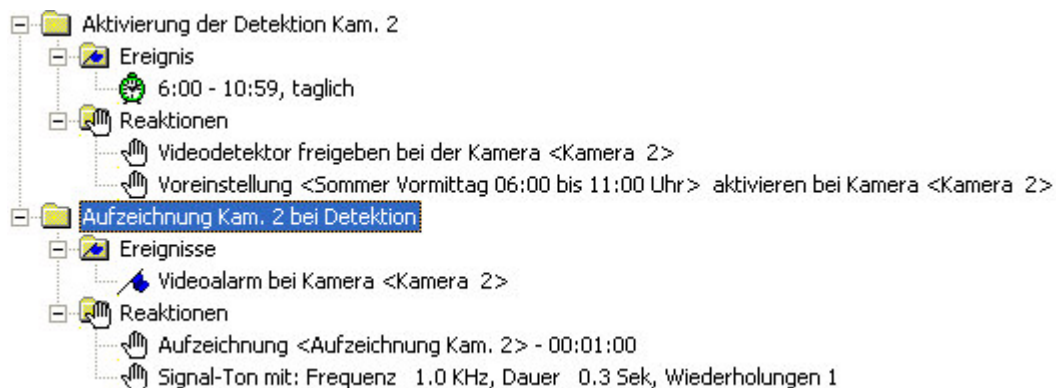 Aktivierung der Detektion Kam. 2
Ereignis
6:00 - 10:59, taglich
Reaktionen
Videodetektor freigeben bei der Kamera <Kamera 2>
Voreinstellung <Sommer Vormittag 06:00 bis 11:00 Uhr> aktivieren bei Kamera <Kamera 2>
Aufzeichnung Kam. 2 bei Detektion
Ereignisse
Videoalarm bei Kamera <Kamera 2>
Reaktionen
Aufzeichnung <Aufzeichnung Kam. 2> - 00:01:00
Signal-Ton mit: Frequenz 1.0 KHz, Dauer 0.3 Sek, Wiederholungen 1